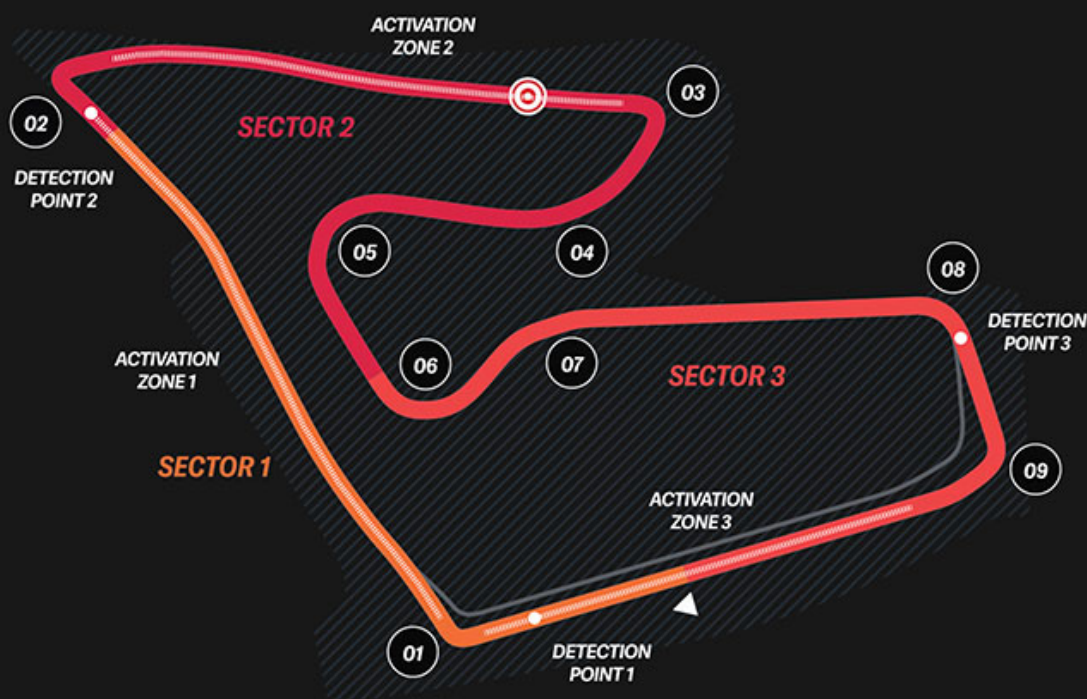 ACTIVATION
ZONE 2
03
02
SECTOR 2
DETECTION
POINT 2
05
04
08
DETECTION
POINT 3
ACTIVATION
ZONE 1
06
07
SECTOR 3
SECTOR 1
09
ACTIVATION
ZONE 3
01
DETECTION
POINT 1